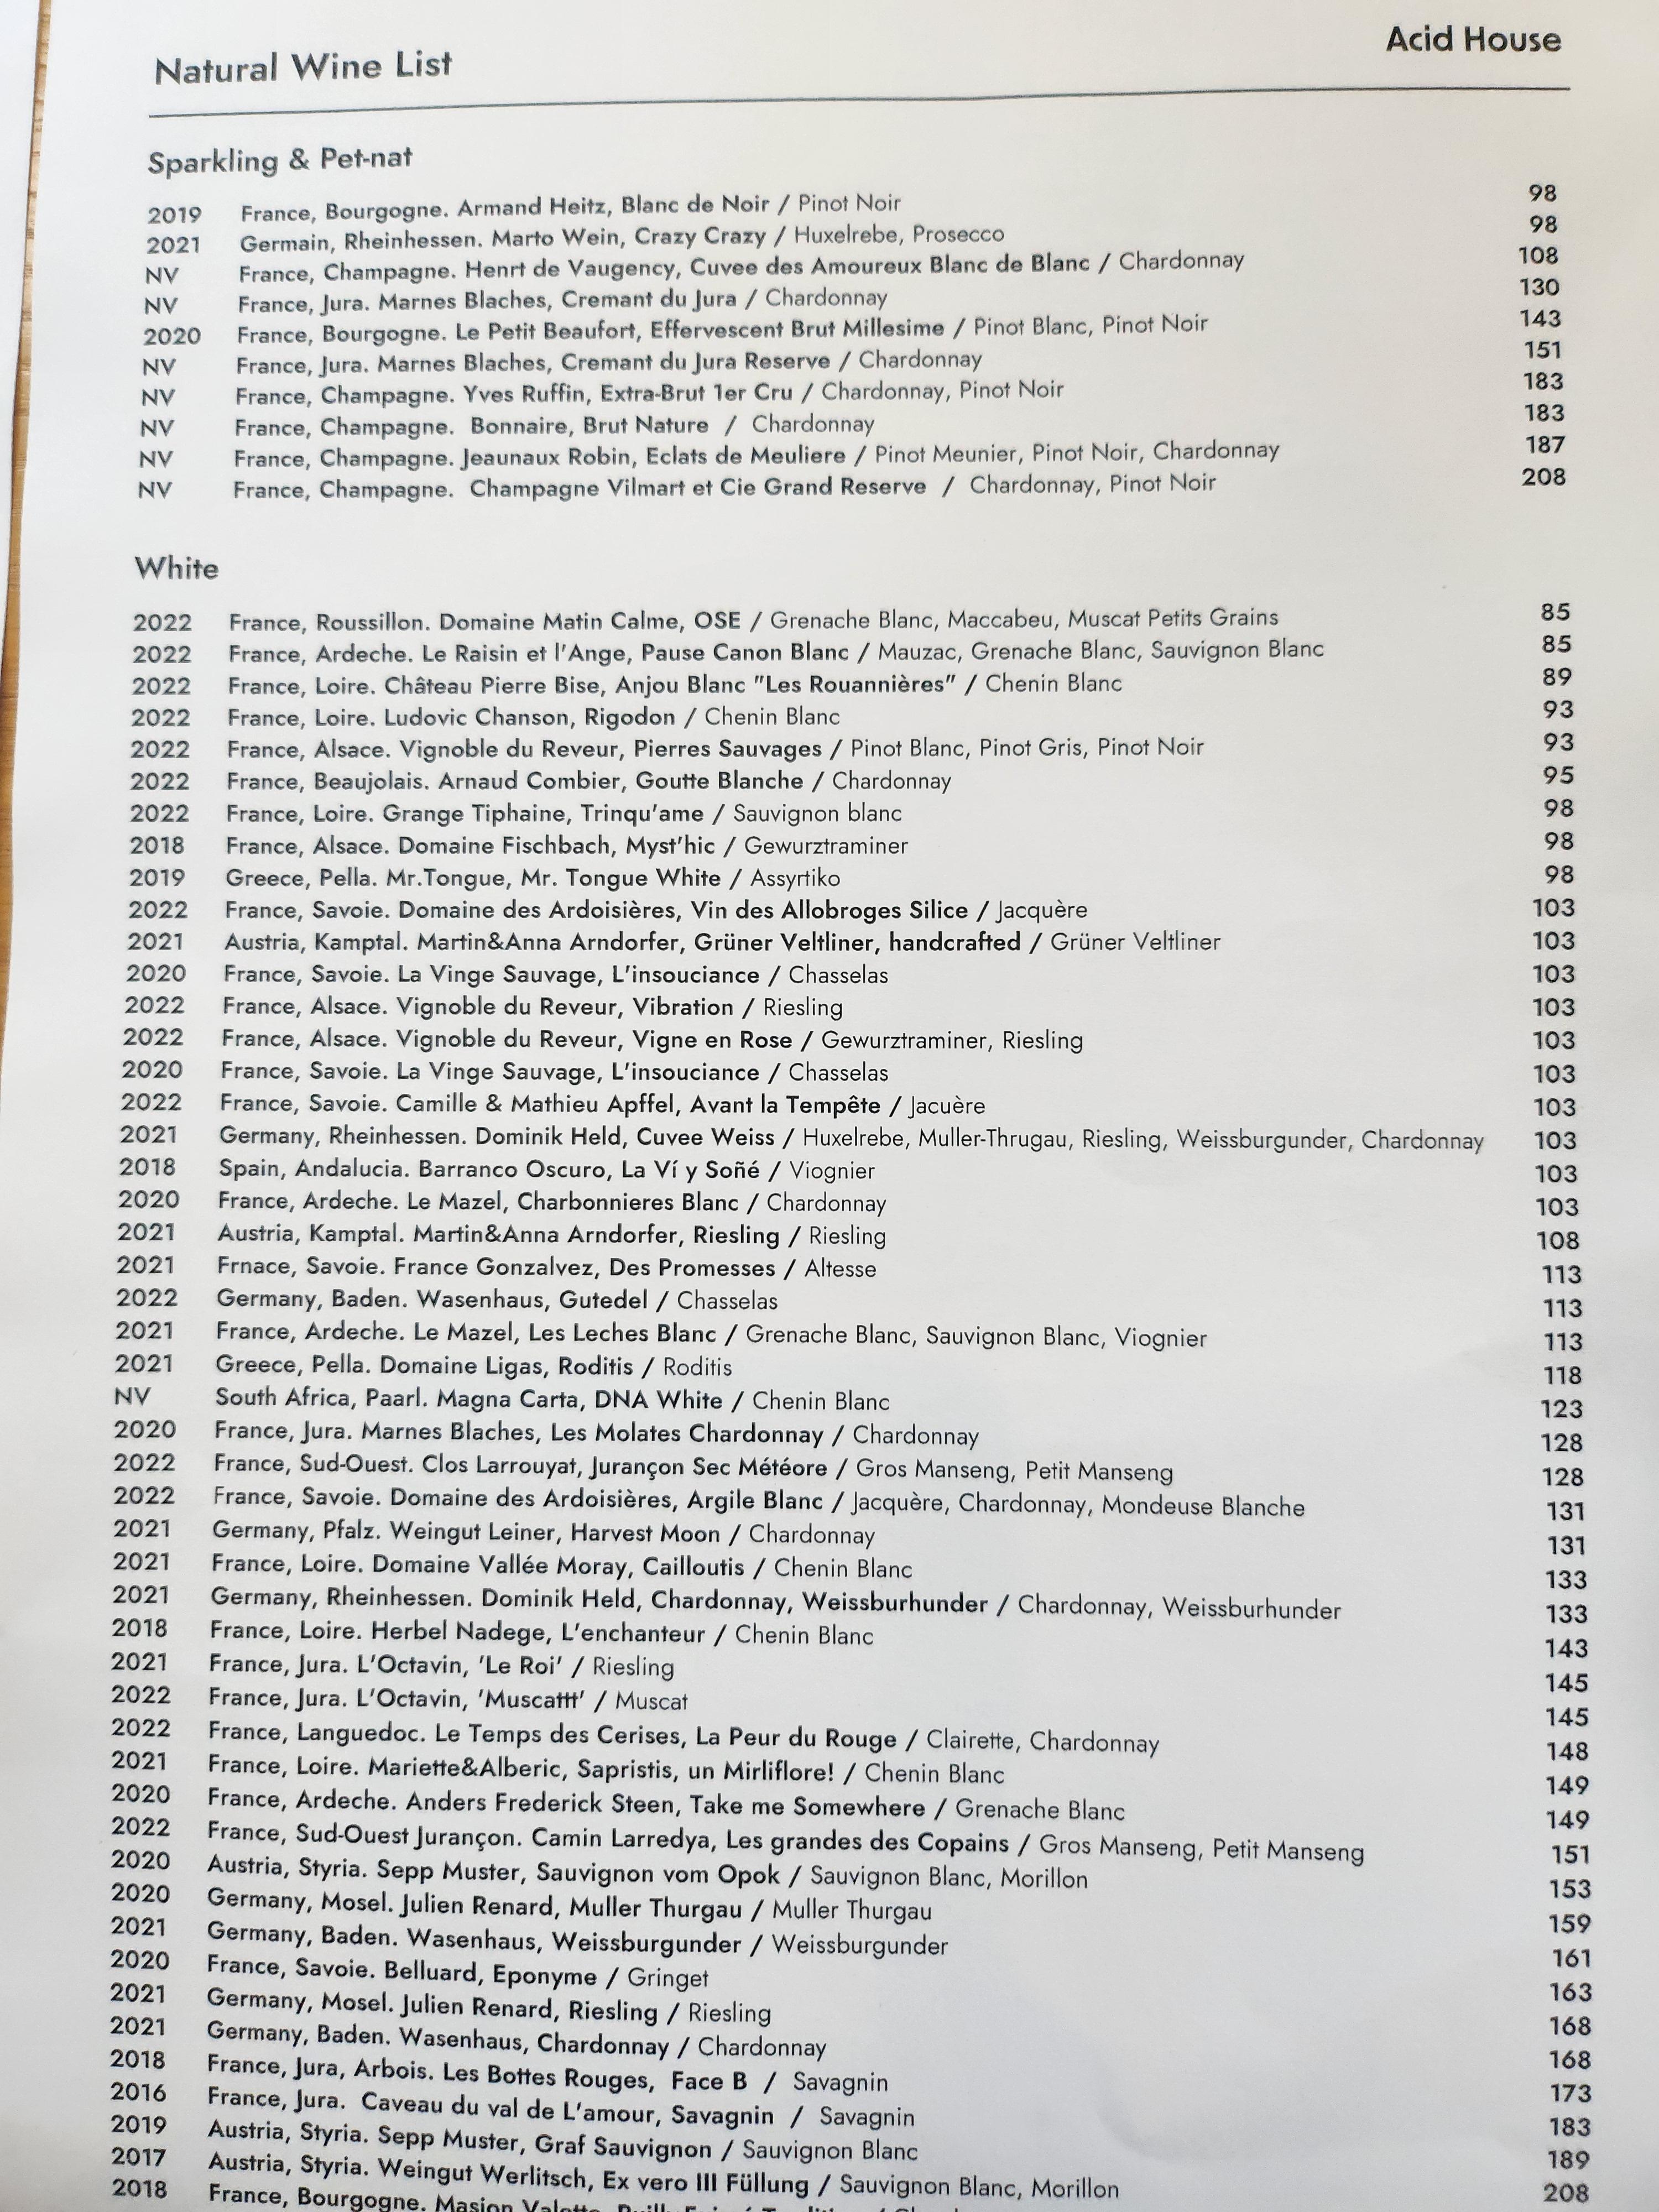 Natural Wine List Acid House
Sparkling & Pet-nat
2019 France, Bourgogne. Armand Heitz, Blanc de Noir / Pinot Noir 98
2021 Germain, Rheinhessen. Marto Wein, Crazy Crazy / Huxelrebe, Prosecco 98
NV France, Champagne. Henrt de Vaugency, Cuvee des Amoureux Blanc de Blanc / Chardonnay 108
NV France, Jura. Marnes Blaches, Cremant du Jura / Chardonnay 130
2020 France, Bourgogne. Le Petit Beaufort, Effervescent Brut Millesime / Pinot Blanc, Pinot Noir 143
NV France, Jura. Marnes Blaches, Cremant du Jura Reserve / Chardonnay 151
NV France, Champagne. Yves Ruffin, Extra-Brut 1er Cru / Chardonnay, Pinot Noir 183
NV France, Champagne. Bonnaire, Brut Nature / Chardonnay 183
NV France, Champagne. Jeaunaux Robin, Eclats de Meuliere / Pinot Meunier, Pinot Noir, Chardonnay 187
NV France, Champagne. Champagne Vilmart et Cie Grand Reserve / Chardonnay, Pinot Noir 208
White
2022 France, Roussillon. Domaine Matin Calme, OSE / Grenache Blanc, Maccabeu, Muscat Petits Grains 85
2022 France, Ardeche. Le Raisin et l'Ange, Pause Canon Blanc / Mauzac, Grenache Blanc, Sauvignon Blanc 85
2022 France, Loire. Château Pierre Bise, Anjou Blanc "Les Rouannières" / Chenin Blanc 89
2022 France, Loire. Ludovic Chanson, Rigodon / Chenin Blanc 93
2022 France, Alsace. Vignoble du Reveur, Pierres Sauvages / Pinot Blanc, Pinot Gris, Pinot Noir 93
2022 France, Beaujolais. Arnaud Combier, Goutte Blanche / Chardonnay 95
2022 France, Loire. Grange Tiphaine, Trinqu'ame / Sauvignon blanc 98
2018 France, Alsace. Domaine Fischbach, Myst'hic / Gewurztraminer 98
2019 Greece, Pella. Mr.Tongue, Mr. Tongue White / Assyrtiko 98
2022 France, Savoie. Domaine des Ardoisières, Vin des Allobroges Silice / Jacquère 103
2021 Austria, Kamptal. Martin&Anna Arndorfer, Grüner Veltliner, handcrafted / Grüner Veltliner 103
2020 France, Savoie. La Vinge Sauvage, L'insouciance / Chasselas 103
2022 France, Alsace. Vignoble du Reveur, Vibration / Riesling 103
2022 France, Alsace. Vignoble du Reveur, Vigne en Rose / Gewurztraminer, Riesling 103
2020 France, Savoie. La Vinge Sauvage, L'insouciance / Chasselas 103
2022 France, Savoie. Camille & Mathieu Apffel, Avant la Tempête / Jacuère 103
2021 Germany, Rheinhessen. Dominik Held, Cuvee Weiss / Huxelrebe, Muller-Thrugau, Riesling, Weissburgunder, Chardonnay 103
2018 Spain, Andalucia. Barranco Oscuro, La Ví y Soñé / Viognier 103
2020 France, Ardeche. Le Mazel, Charbonnieres Blanc / Chardonnay 103
2021 Austria, Kamptal. Martin&Anna Arndorfer, Riesling / Riesling 108
2021 Frnace, Savoie. France Gonzalvez, Des Promesses / Altesse 113
2022 Germany, Baden. Wasenhaus, Gutedel / Chasselas 113
2021 France, Ardeche. Le Mazel, Les Leches Blanc / Grenache Blanc, Sauvignon Blanc, Viognier 113
2021 Greece, Pella. Domaine Ligas, Roditis / Roditis 118
NV South Africa, Paarl. Magna Carta, DNA White / Chenin Blanc 123
2020 France, Jura. Marnes Blaches, Les Molates Chardonnay / Chardonnay 128
2022 France, Sud-Ouest. Clos Larrouyat, Jurançon Sec Météore / Gros Manseng, Petit Manseng 128
2022 France, Savoie. Domaine des Ardoisières, Argile Blanc / Jacquère, Chardonnay, Mondeuse Blanche 131
2021 Germany, Pfalz. Weingut Leiner, Harvest Moon / Chardonnay 131
2021 France, Loire. Domaine Vallée Moray, Cailloutis / Chenin Blanc 133
2021 Germany, Rheinhessen. Dominik Held, Chardonnay, Weissburhunder / Chardonnay, Weissburhunder 133
2018 France, Loire. Herbel Nadege, L'enchanteur / Chenin Blanc 143
2021 France, Jura. L'Octavin, 'Le Roi' / Riesling 145
2022 France, Jura. L'Octavin, 'Muscattt' / Muscat 145
2022 France, Languedoc. Le Temps des Cerises, La Peur du Rouge / Clairette, Chardonnay 148
2021 France, Loire. Mariette&Alberic, Sapristis, un Mirliflore! / Chenin Blanc 149
2020 France, Ardeche. Anders Frederick Steen, Take me Somewhere / Grenache Blanc 149
2022 France, Sud-Ouest Jurançon. Camin Larredya, Les grandes des Copains / Gros Manseng, Petit Manseng 151
2020 Austria, Styria. Sepp Muster, Sauvignon vom Opok / Sauvignon Blanc, Morillon 153
2020 Germany, Mosel. Julien Renard, Muller Thurgau / Muller Thurgau 159
2021 Germany, Baden. Wasenhaus, Weissburgunder / Weissburgunder 161
2020 France, Savoie. Belluard, Eponyme / Gringet 163
2021 Germany, Mosel. Julien Renard, Riesling / Riesling 168
2021 Germany, Baden. Wasenhaus, Chardonnay / Chardonnay 168
2018 France, Jura, Arbois. Les Bottes Rouges, Face B / Savagnin 173
2016 France, Jura. Caveau du val de L'amour, Savagnin / Savagnin 183
2019 Austria, Styria. Sepp Muster, Graf Sauvignon / Sauvignon Blanc 189
2017 Austria, Styria. Weingut Werlitsch, Ex vero III Füllung / Sauvignon Blanc, Morillon 208
2018 France, Bourgogne. Masion